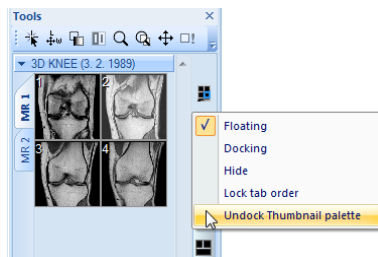 Tools
3D KNEE (3. 2. 1989)
MR 1
MR 2
1
2
3
4
Floating
Docking
Hide
Lock tab order
Undock Thumbnail palette